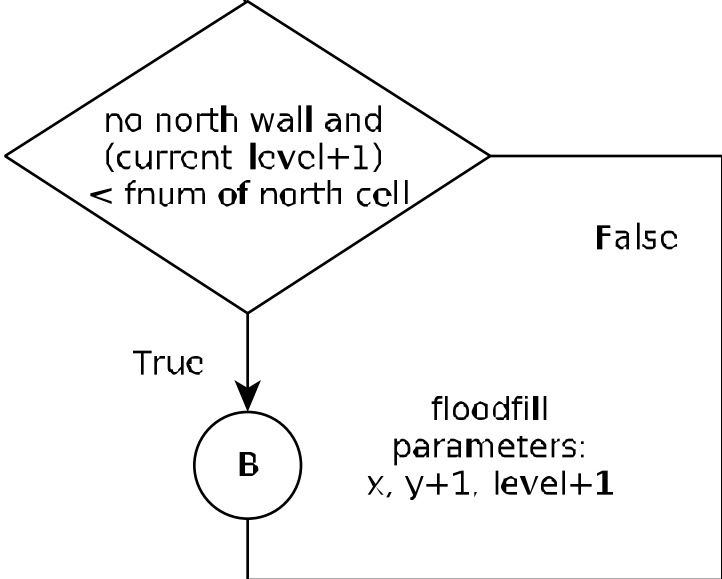 no north wall and
(current level+1)
< fnum of north cell
False
True
floodfill
parameters:
B
x, y+1, level+1